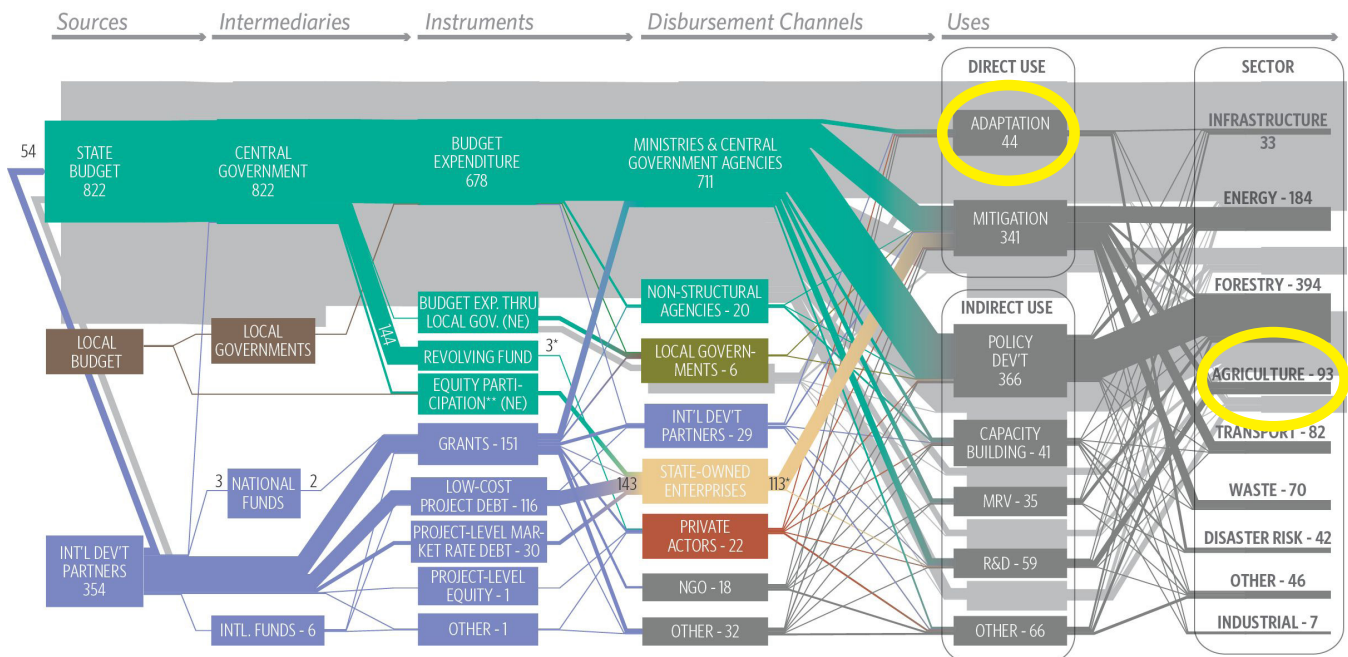 Sources Intermediaries Instruments Disbursement Channels Uses
DIRECT USE
SECTOR
54
STATE
BUDGET
822
CENTRAL
GOVERNMENT
822
BUDGET
EXPENDITURE
678
MINISTRIES & CENTRAL
GOVERNMENT AGENCIES
711
ADAPTATION
44
INFRASTRUCTURE
33
MITIGATION
341
ENERGY - 184
LOCAL
BUDGET
LOCAL
GOVERNMENTS
144
BUDGET EXP. THRU
LOCAL GOV. (NE)
REVOLVING FUND
3*
EQUITY PARTI-
CIPATION** (NE)
NON-STRUCTURAL
AGENCIES - 20
LOCAL GOVERN-
MENTS - 6
INDIRECT USE
POLICY
DEV'T
366
FORESTRY - 394
AGRICULTURE - 93
INT'L DEV'T
PARTNERS
354
3
NATIONAL
FUNDS
2
INTL. FUNDS - 6
GRANTS - 151
LOW-COST
PROJECT DEBT - 116
PROJECT-LEVEL MAR-
KET RATE DEBT - 30
PROJECT-LEVEL
EQUITY - 1
OTHER - 1
INT'L DEV'T
PARTNERS - 29
143
STATE-OWNED
ENTERPRISES
113*
PRIVATE
ACTORS - 22
NGO - 18
OTHER - 32
CAPACITY
BUILDING - 41
MRV - 35
R&D - 59
OTHER - 66
TRANSPORT - 82
WASTE - 70
DISASTER RISK - 42
OTHER - 46
INDUSTRIAL - 7